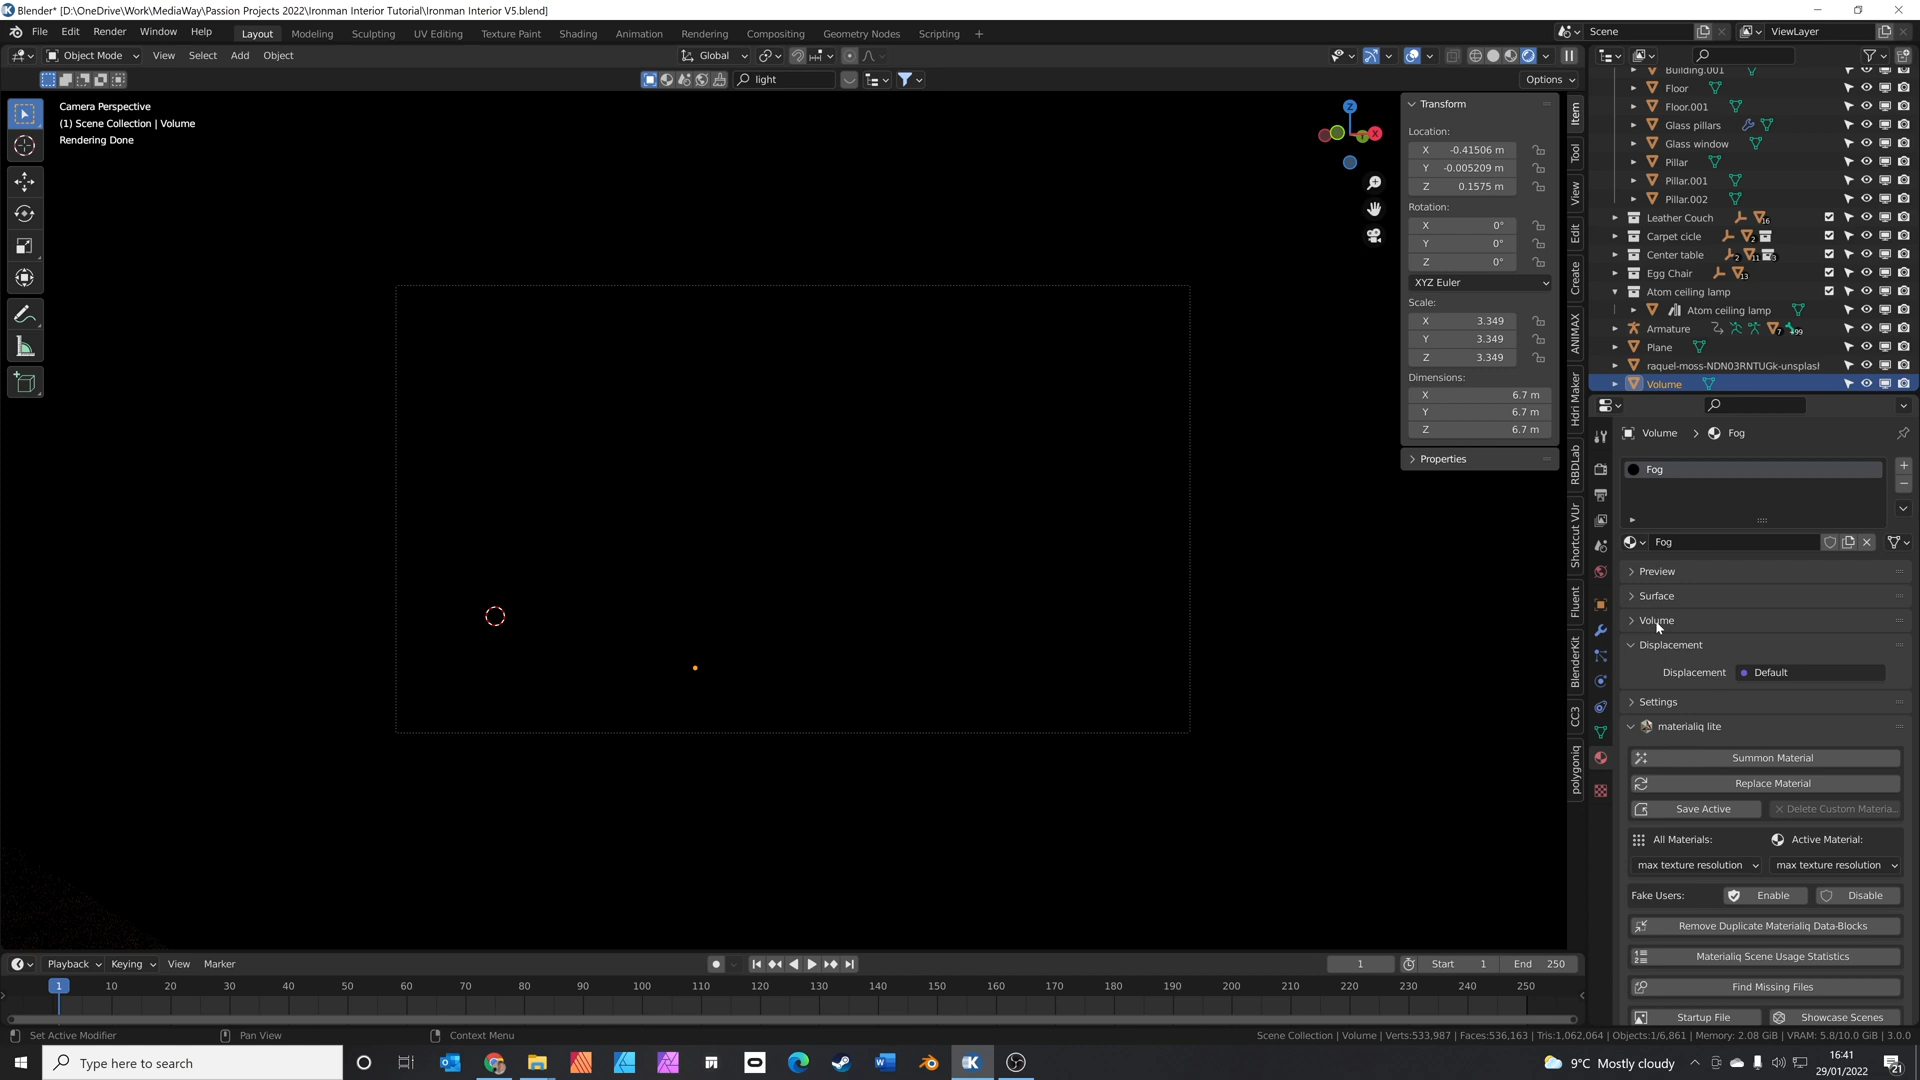 Blender* [D:\OneDrive\Work\MediaWay\Passion Projects 2022\Ironman Interior Tutorial\Ironman Interior V5.blend]
File Edit Render Window Help Layout Modeling Sculpting UV Editing Texture Paint Shading Animation Rendering Compositing Geometry Nodes Scripting + Scene ViewLayer
Object Mode View Select Add Object Global
light Options
Camera Perspective
(1) Scene Collection | Volume
Rendering Done
Z
X
Transform
Location:
X -0.41506 m
Y -0.005209 m
Z 0.1575 m
Rotation:
X 0°
Y 0°
Z 0°
XYZ Euler
Scale:
X 3.349
Y 3.349
Z 3.349
Dimensions:
X 6.7 m
Y 6.7 m
Z 6.7 m
Properties
Item
Tool
View
Edit
Create
ANIMAX
Hdri Maker
RBDLab
Shortcut VUr
Fluent
BlenderKit
CC3
polygoniq
Building.001
Floor
Floor.001
Glass pillars
Glass window
Pillar
Pillar.001
Pillar.002
Leather Couch 16
Carpet cicle 2
Center table 2 11 3
Egg Chair 13
Atom ceiling lamp
Atom ceiling lamp
Armature 7 +99
Plane
raquel-moss-NDN03RNTUGk-unsplasl
Volume
Volume > Fog
Fog
Fog
Preview
Surface
Volume
Displacement
Displacement Default
Settings
materialiq lite
Summon Material
Replace Material
Save Active Delete Custom Materia...
All Materials: Active Material:
max texture resolution max texture resolution
Fake Users: Enable Disable
Remove Duplicate Materialiq Data-Blocks
Materialiq Scene Usage Statistics
Find Missing Files
Startup File Showcase Scenes
Playback Keying View Marker 1 Start 1 End 250
1 10 20 30 40 50 60 70 80 90 100 110 120 130 140 150 160 170 180 190 200 210 220 230 240 250
Set Active Modifier Pan View Context Menu Scene Collection | Volume | Verts:533,987 | Faces:536,163 | Tris:1,062,064 | Objects:1/6,861 | Memory: 2.08 GiB | VRAM: 5.8/10.0 GiB | 3.0.0
Type here to search 9°C Mostly cloudy 16:41
29/01/2022 21